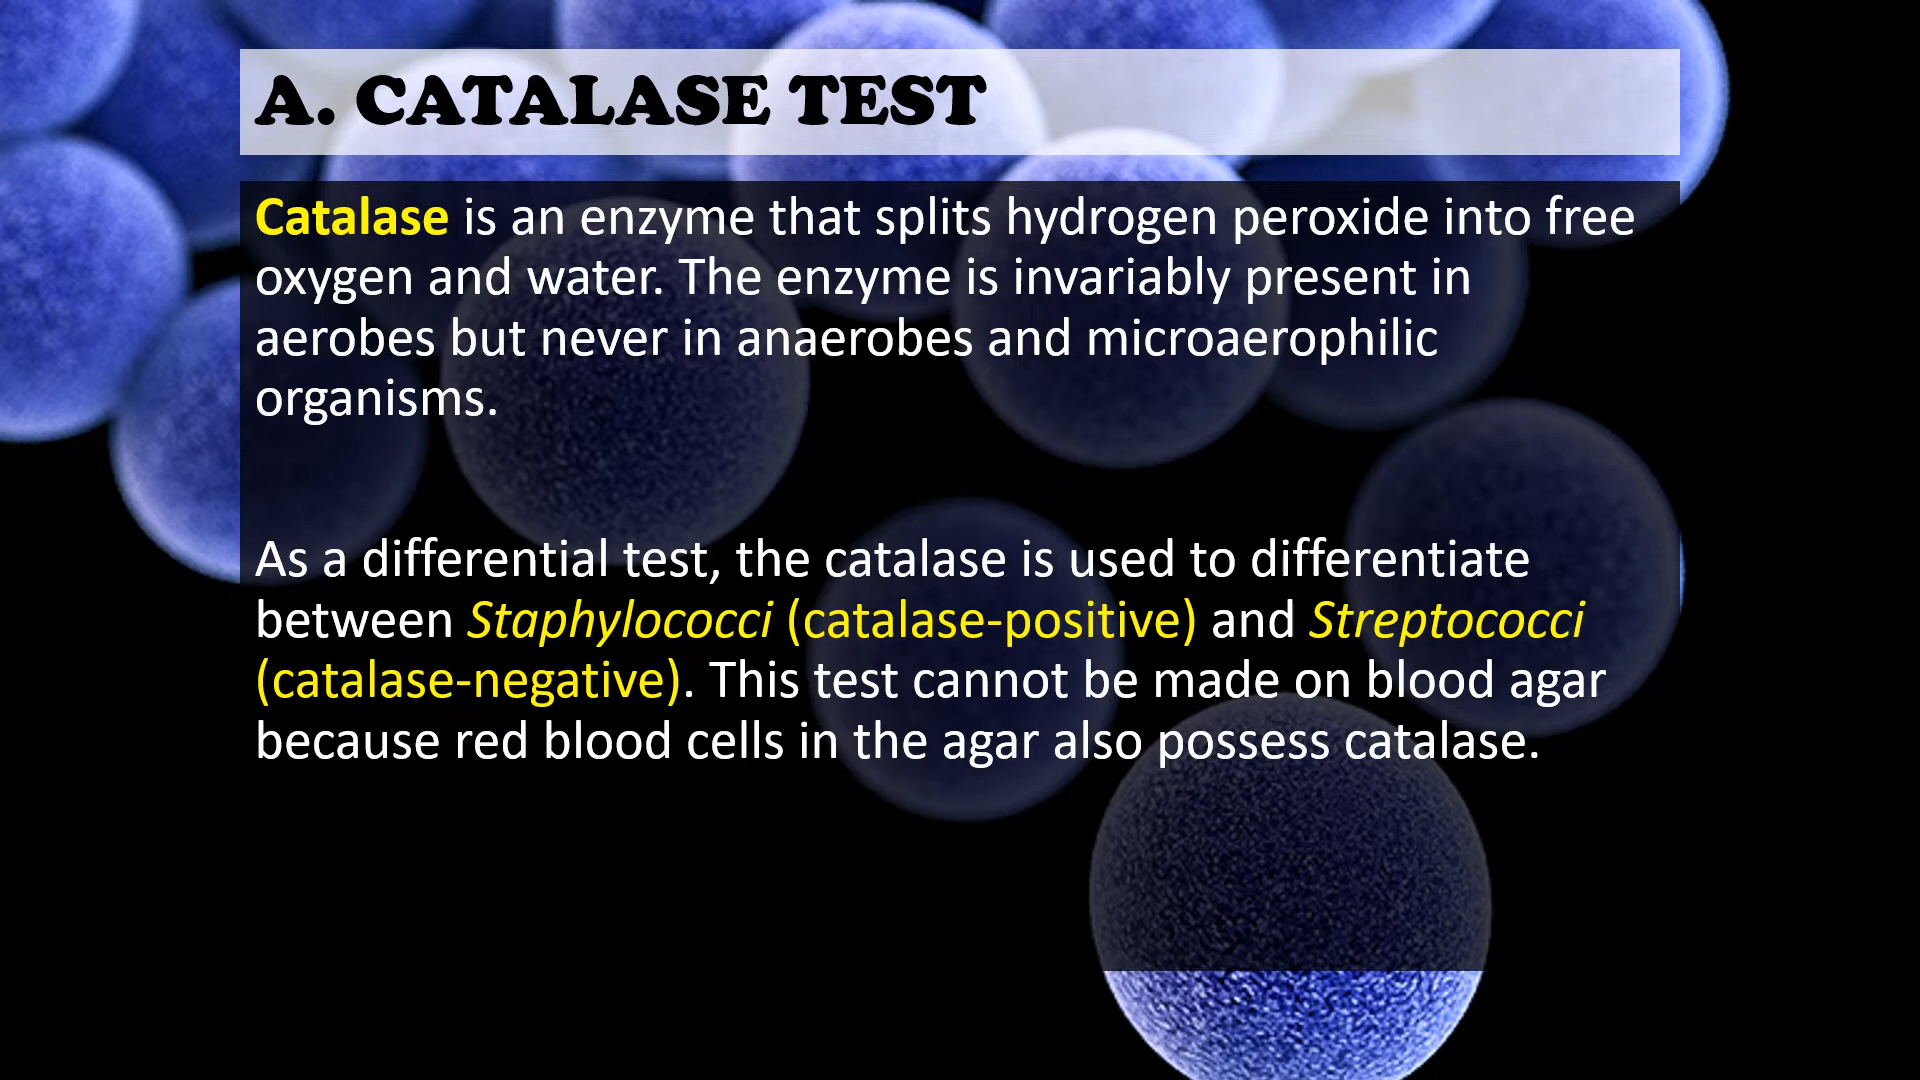 A. CATALASE TEST
Catalase is an enzyme that splits hydrogen peroxide into free
oxygen and water. The enzyme is invariably present in
aerobes but never in anaerobes and microaerophilic
organisms.
As a differential test, the catalase is used to differentiate
between Staphylococci (catalase-positive) and Streptococci
(catalase-negative). This test cannot be made on blood agar
because red blood cells in the agar also possess catalase.